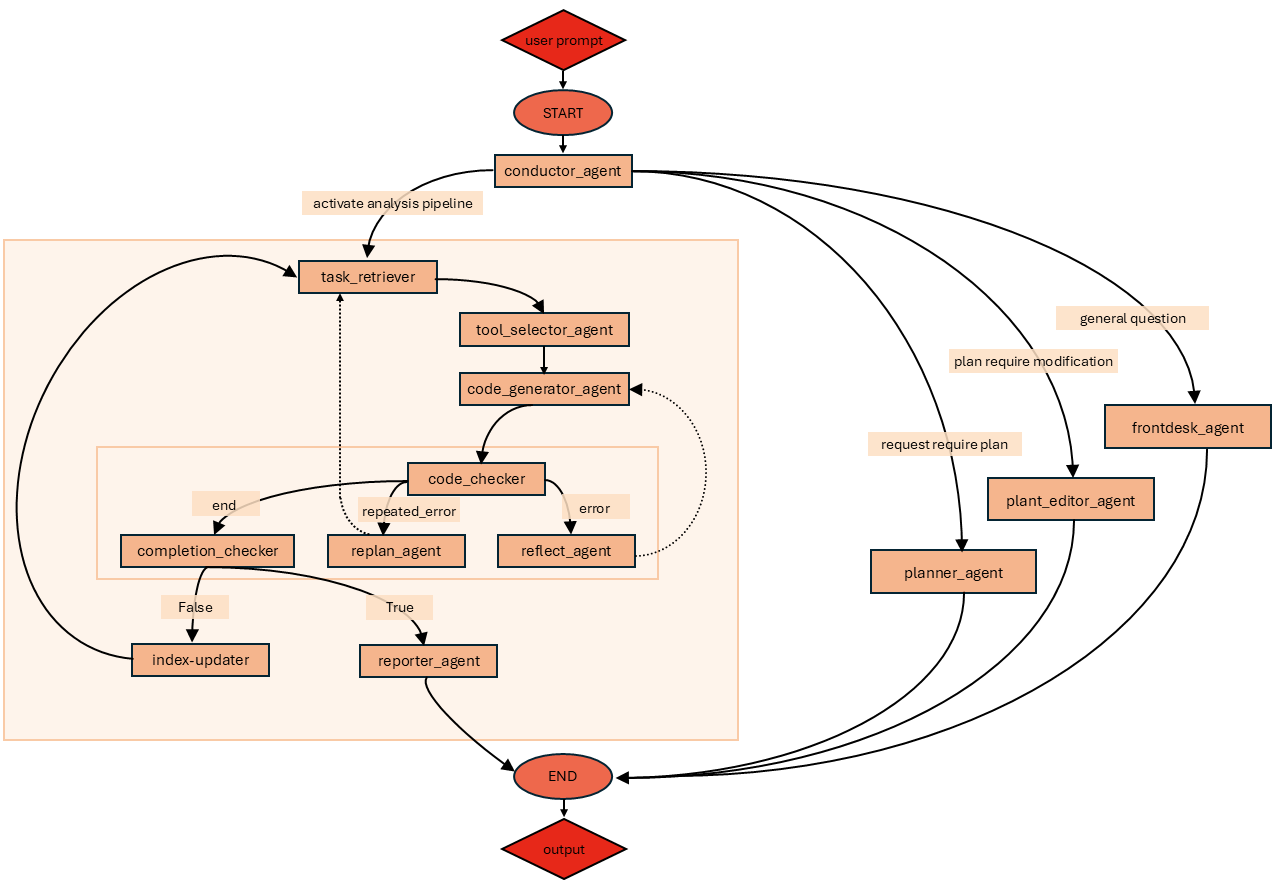 user prompt
START
conductor_agent
activate analysis pipeline
task_retriever
tool_selector_agent
general question
plan require modification
code_generator_agent
frontdesk_agent
request require plan
code_checker
plant_editor_agent
end
repeated_error
error
completion_checker
replan_agent
reflect_agent
planner_agent
False
True
index-updater
reporter_agent
END
output